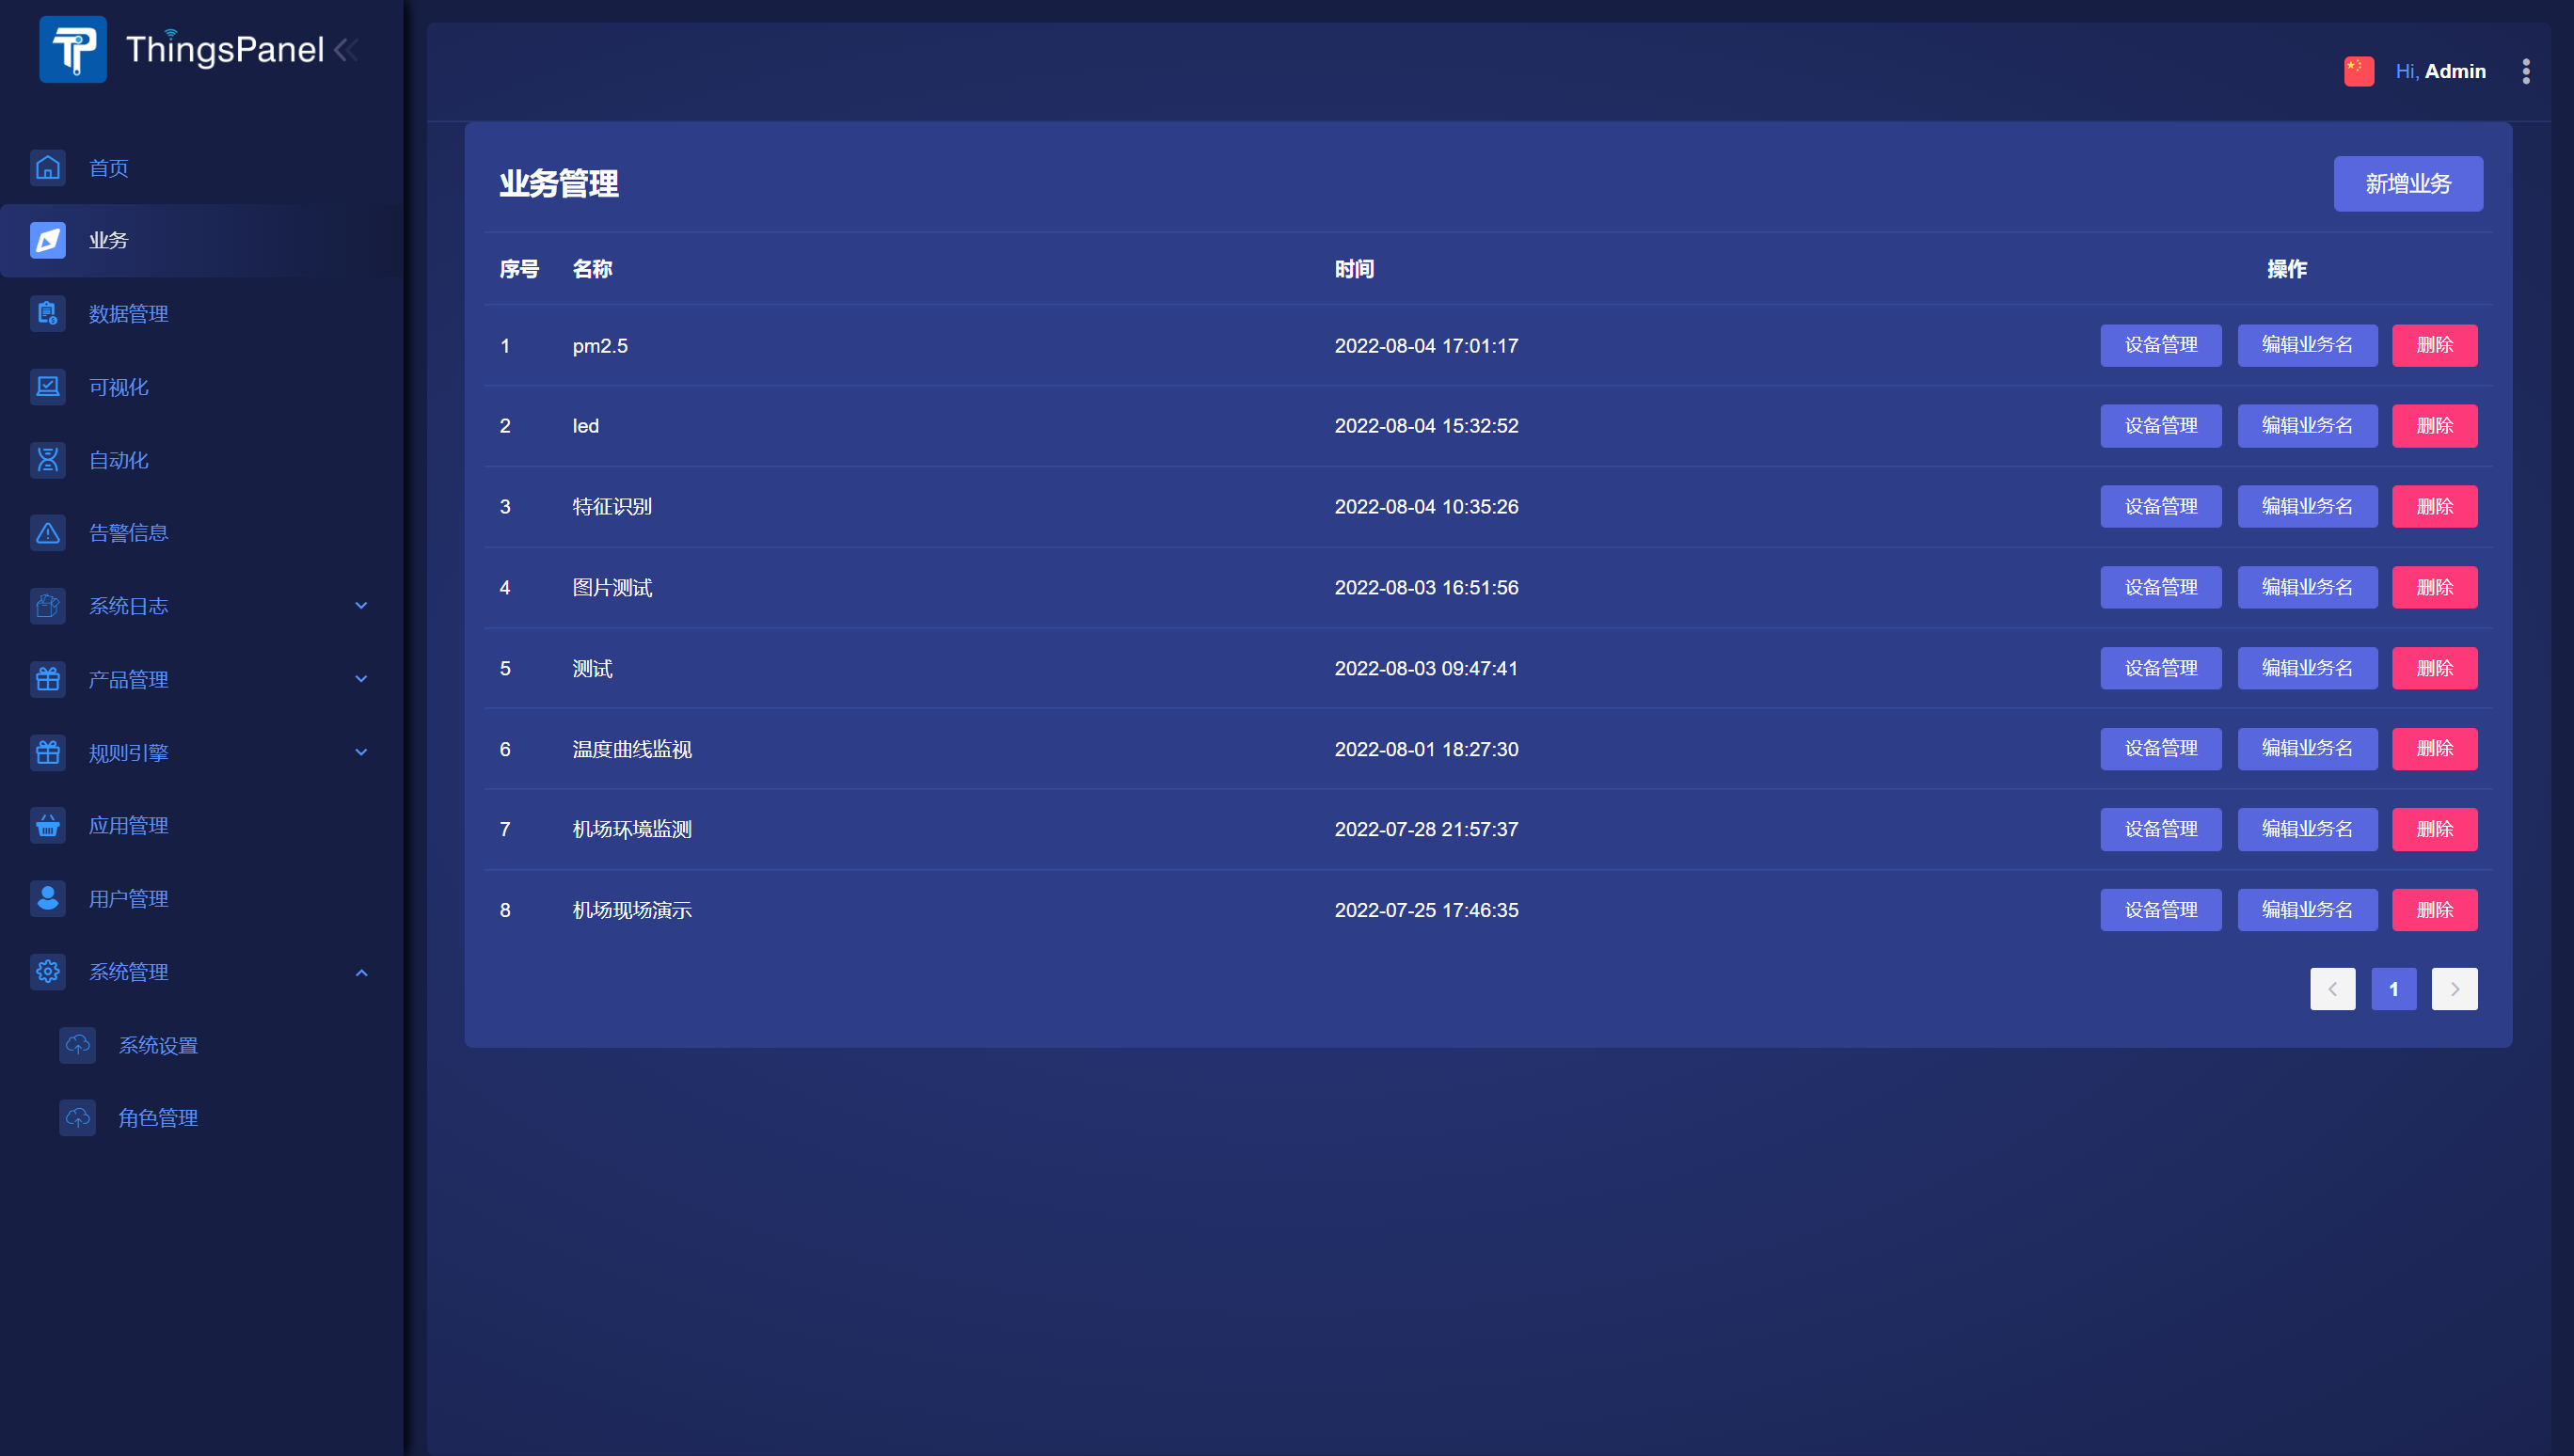 ThingsPanel
Hi, Admin
首页
业务
数据管理
可视化
自动化
告警信息
系统日志
产品管理
规则引擎
应用管理
用户管理
系统管理
系统设置
角色管理
业务管理 新增业务
序号 名称 时间 操作
1 pm2.5 2022-08-04 17:01:17 设备管理 编辑业务名 删除
2 led 2022-08-04 15:32:52 设备管理 编辑业务名 删除
3 特征识别 2022-08-04 10:35:26 设备管理 编辑业务名 删除
4 图片测试 2022-08-03 16:51:56 设备管理 编辑业务名 删除
5 测试 2022-08-03 09:47:41 设备管理 编辑业务名 删除
6 温度曲线监视 2022-08-01 18:27:30 设备管理 编辑业务名 删除
7 机场环境监测 2022-07-28 21:57:37 设备管理 编辑业务名 删除
8 机场现场演示 2022-07-25 17:46:35 设备管理 编辑业务名 删除
1